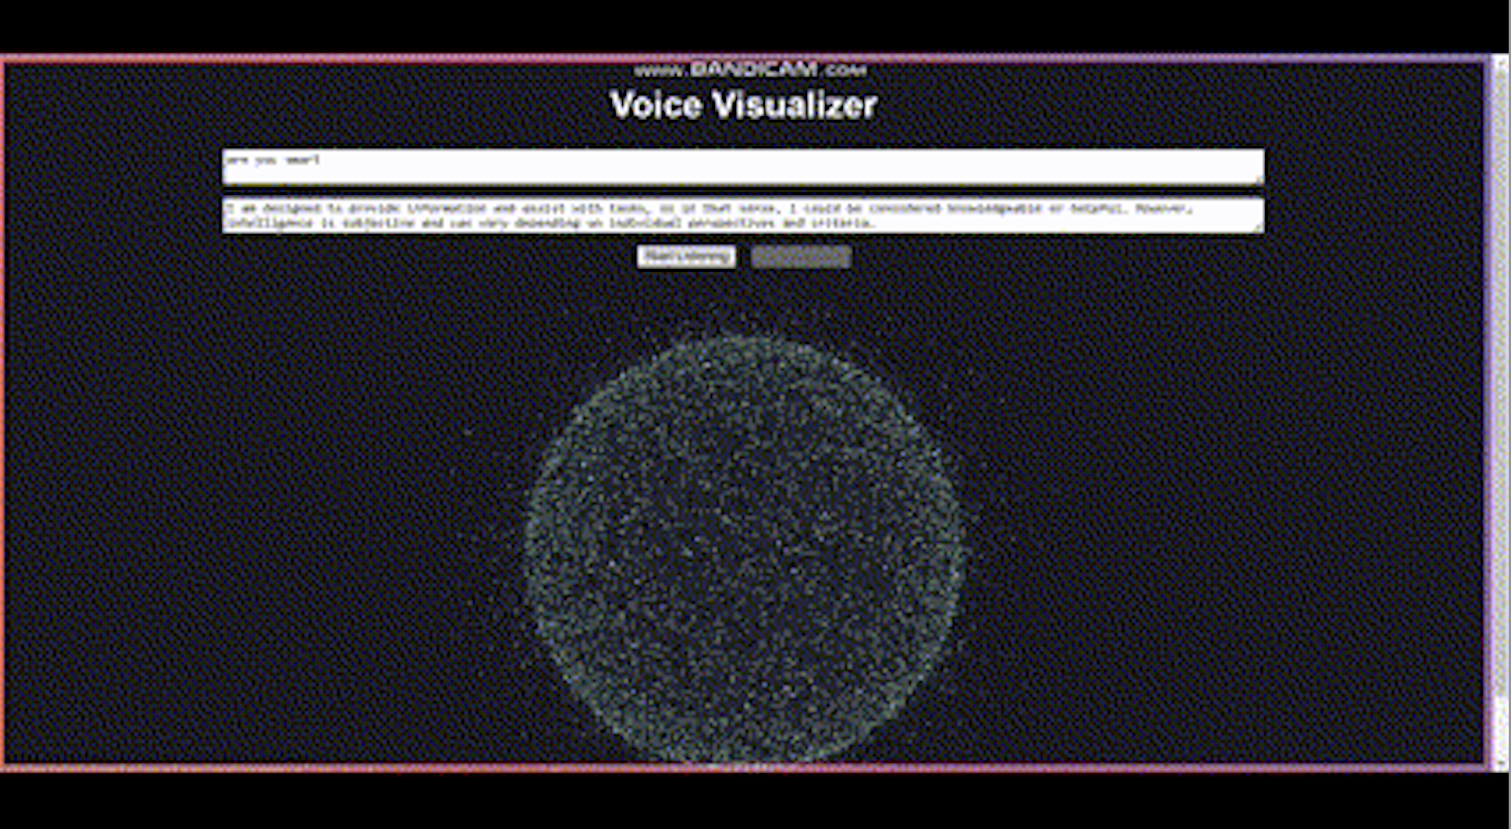 www.BANDICAM.com
Voice Visualizer
are you smart
I am designed to provide information and assist with tasks, so in that sense, I could be considered knowledgeable or helpful. However,
intelligence is subjective and can vary depending on individual perspectives and criteria.
Start Listening